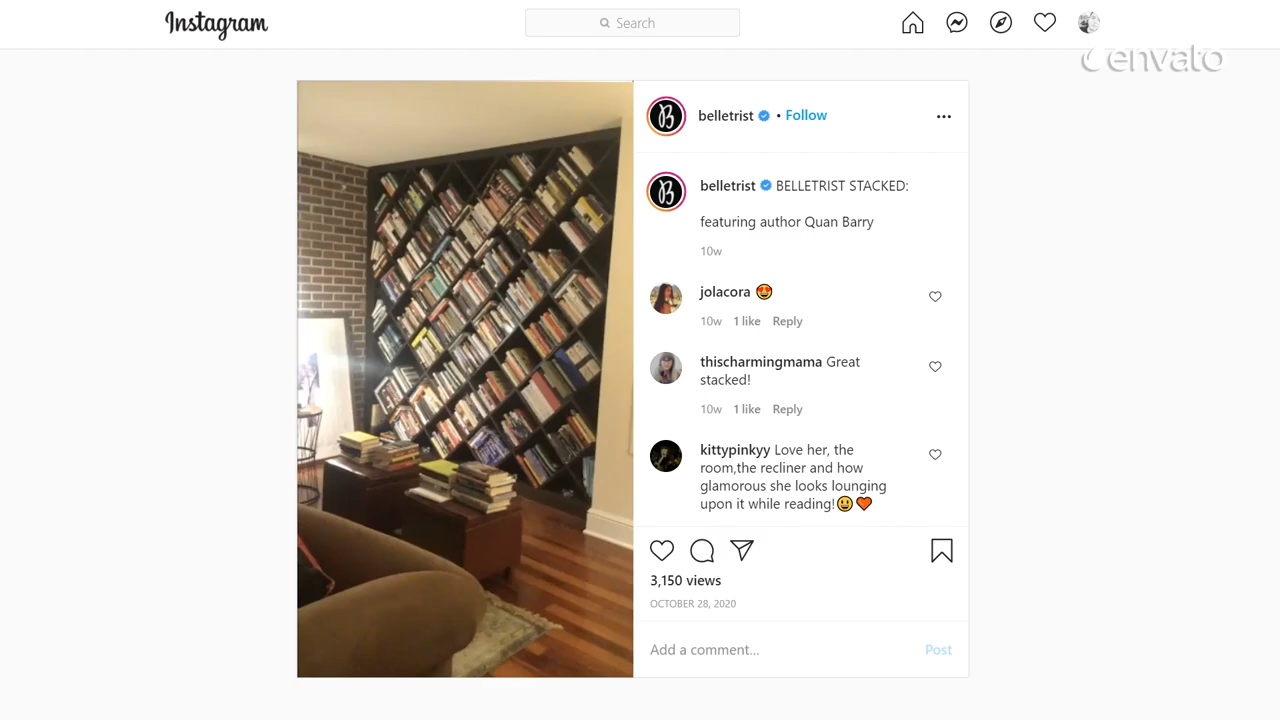 Instagram
Search
envato
belletrist • Follow
belletrist BELLETRIST STACKED:
featuring author Quan Barry
10w
jolacora 😍
10w 1 like Reply
thischarmingmama Great
stacked!
10w 1 like Reply
kittypinkyy Love her, the
room,the recliner and how
glamorous she looks lounging
upon it while reading!😃🧡
3,150 views
OCTOBER 28, 2020
Add a comment... Post